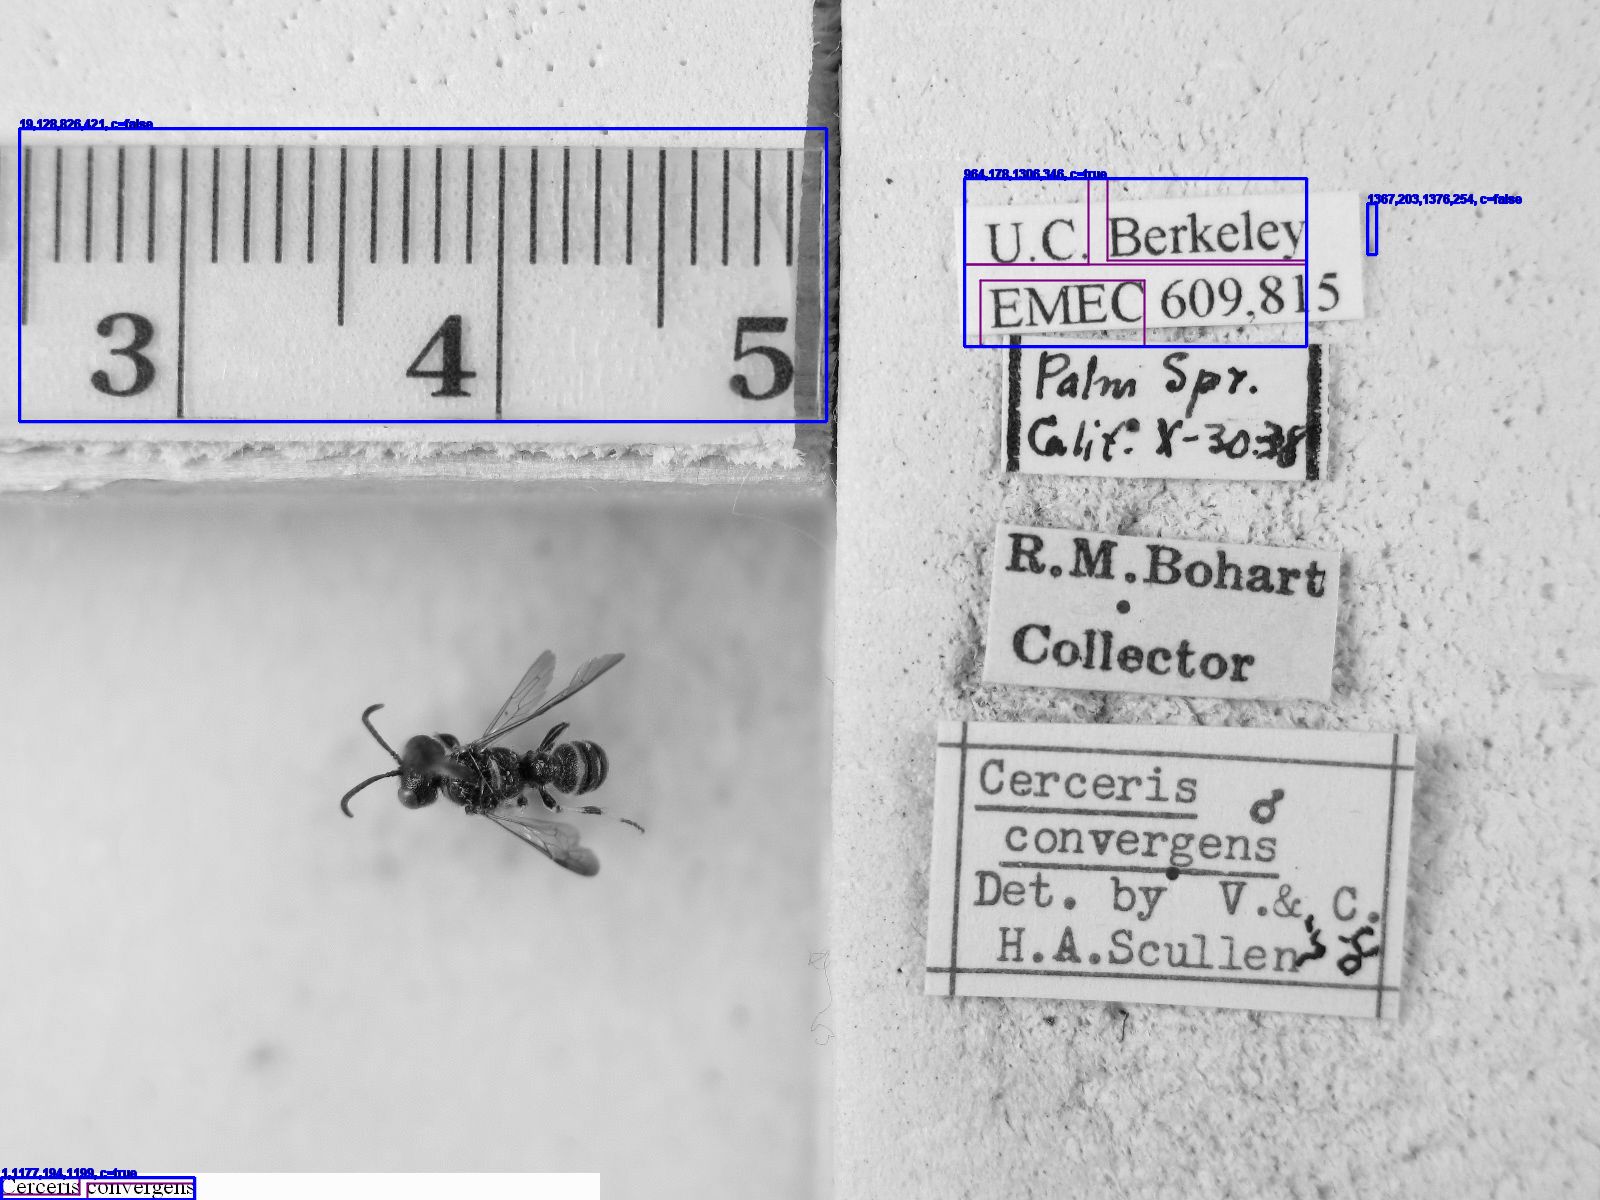 19,128,826,421, c=false
3 4 5
964,178,1306,346, c=true
1367,203,1376,254, c=false
U.C. Berkeley
EMEC 609,815
Palm Spr.
Calif. X-30-38
R.M.Bohart
Collector
Cerceris ♂
convergens
Det. by V.& C.
H.A.Scullen
1,1177,194,1199, c=true
Cerceris convergens